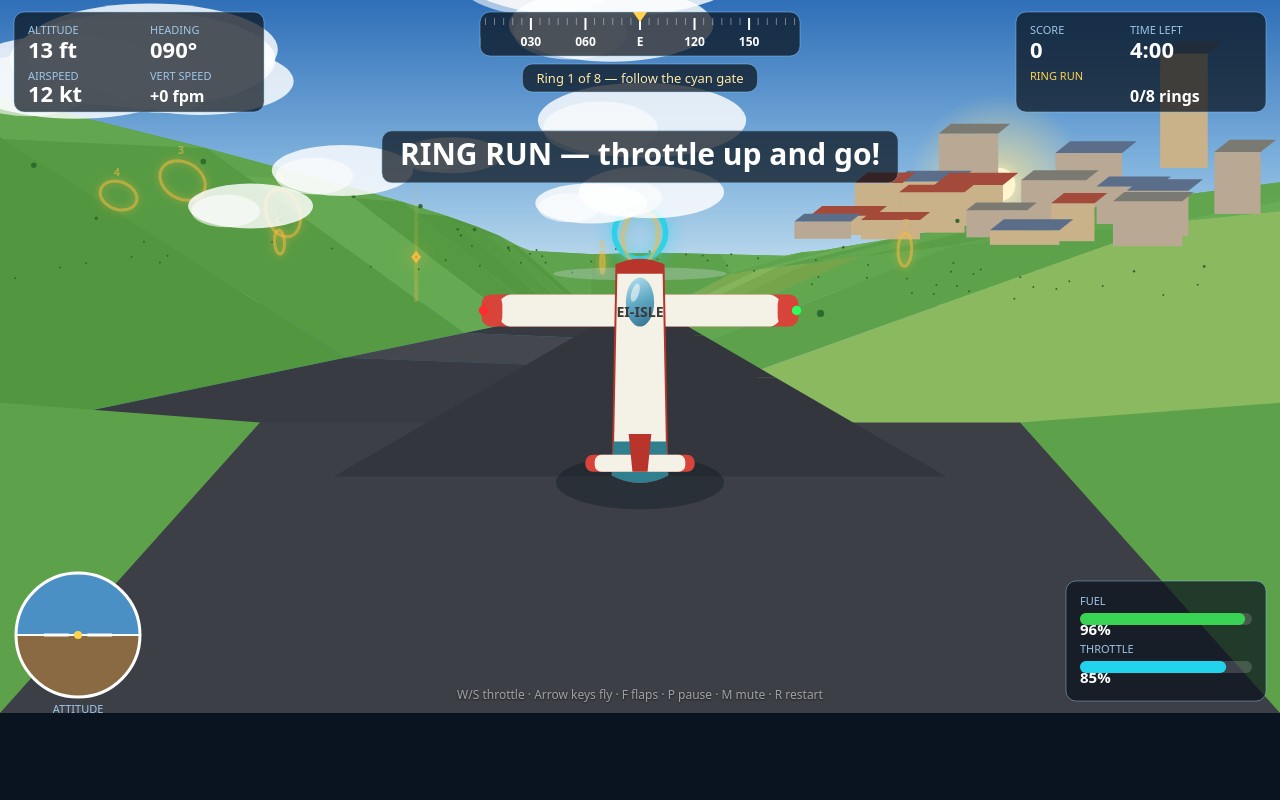 ALTITUDE HEADING
13 ft 090°
AIRSPEED VERT SPEED
12 kt +0 fpm
030 060 E 120 150
Ring 1 of 8 — follow the cyan gate
SCORE TIME LEFT
0 4:00
RING RUN
0/8 rings
RING RUN — throttle up and go!
3
4
EI-ISLE
FUEL
96%
THROTTLE
85%
W/S throttle · Arrow keys fly · F flaps · P pause · M mute · R restart
ATTITUDE